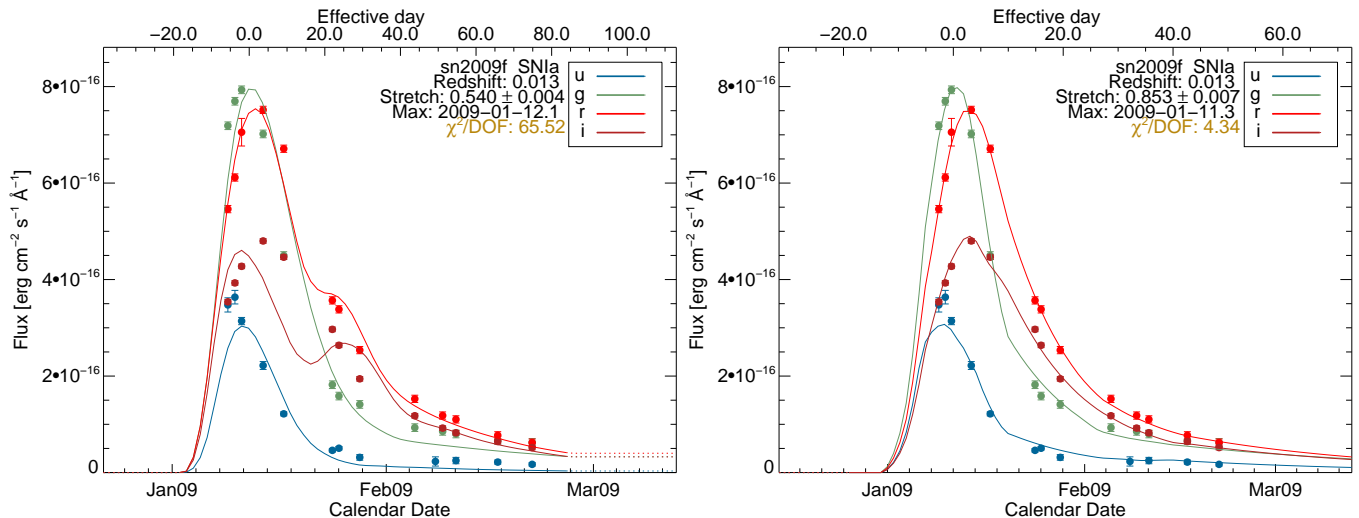 Effective day
−20.0 0.0 20.0 40.0 60.0 80.0 100.0
sn2009f SNIa
Redshift: 0.013
Stretch: 0.540 ± 0.004
Max: 2009−01−12.1
χ²/DOF: 65.52
u
g
r
i
8•10⁻¹⁶
6•10⁻¹⁶
4•10⁻¹⁶
2•10⁻¹⁶
0
Flux [erg cm⁻² s⁻¹ Å⁻¹]
Jan09 Feb09 Mar09
Calendar Date
Effective day
−20.0 0.0 20.0 40.0 60.0
sn2009f SNIa
Redshift: 0.013
Stretch: 0.853 ± 0.007
Max: 2009−01−11.3
χ²/DOF: 4.34
u
g
r
i
8•10⁻¹⁶
6•10⁻¹⁶
4•10⁻¹⁶
2•10⁻¹⁶
0
Flux [erg cm⁻² s⁻¹ Å⁻¹]
Jan09 Feb09 Mar09
Calendar Date